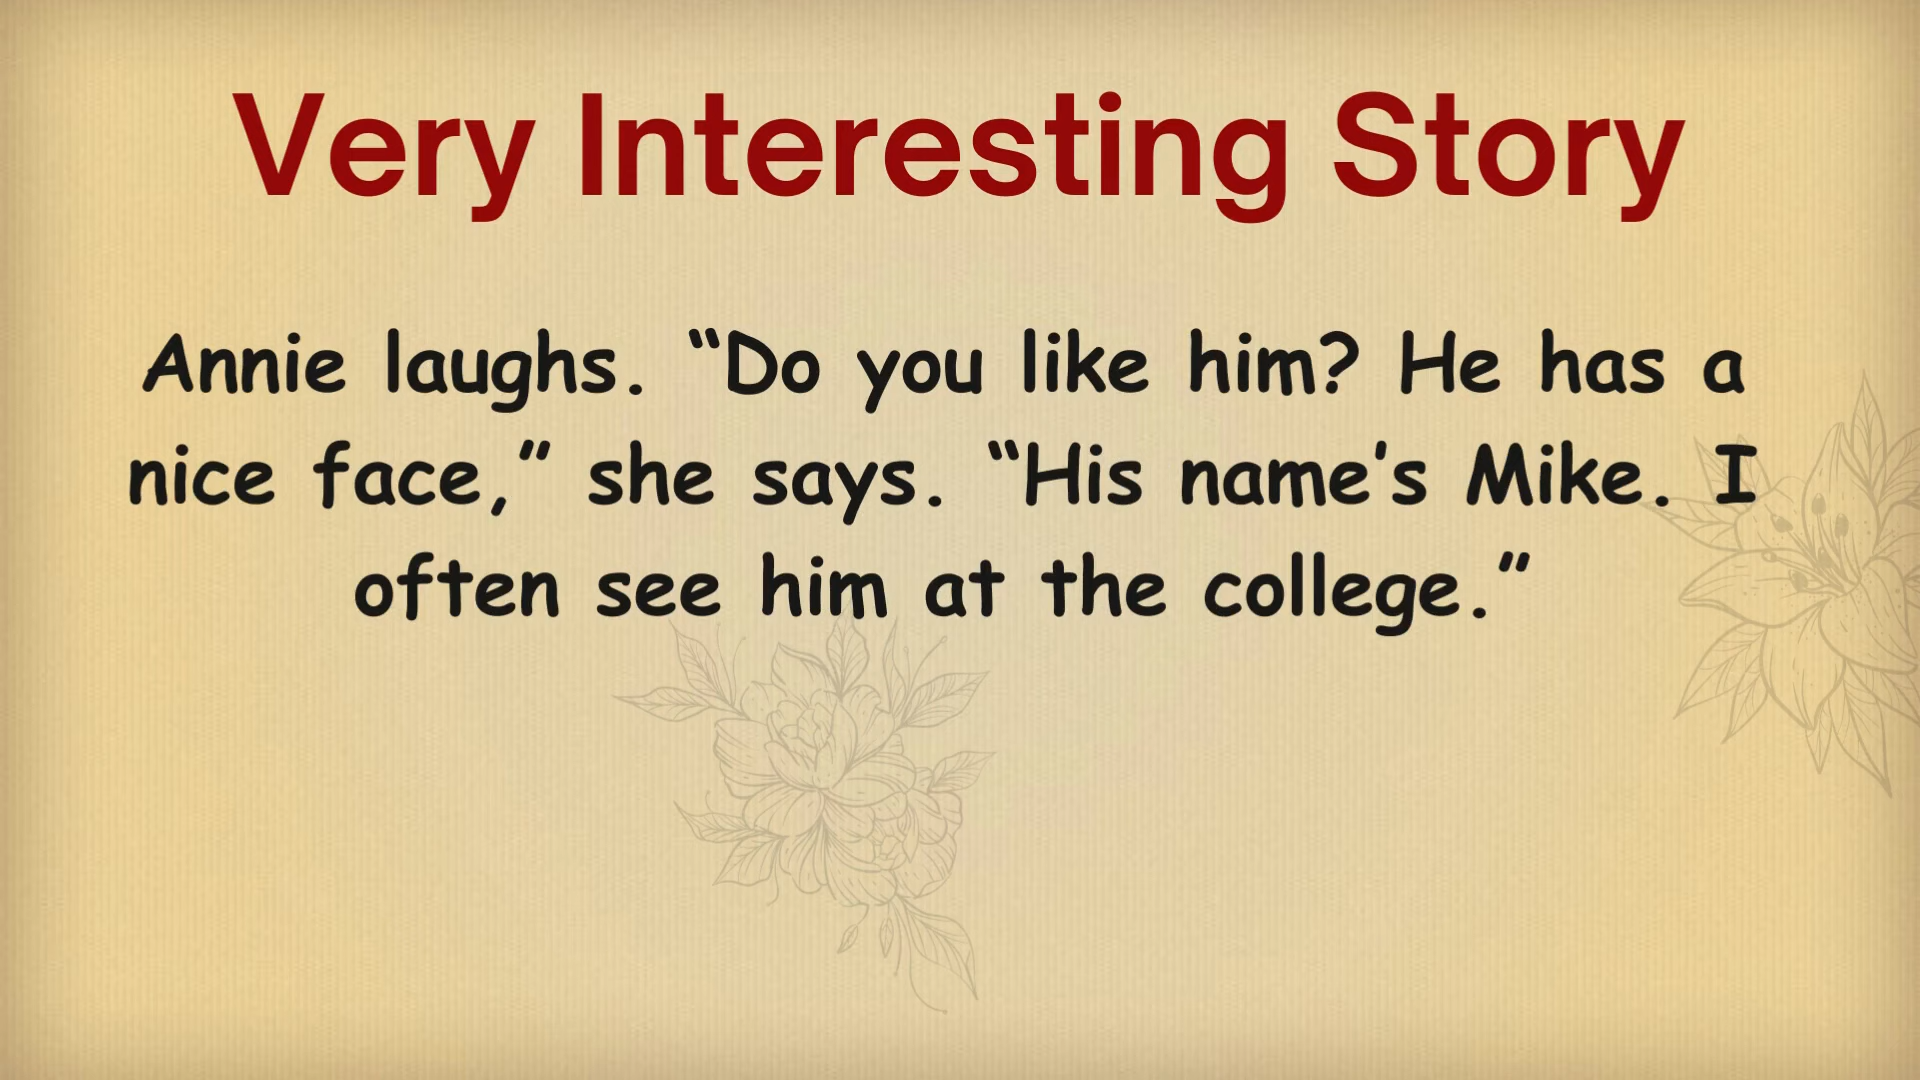 Very Interesting Story
Annie laughs. “Do you like him? He has a
nice face,” she says. “His name’s Mike. I
often see him at the college.”